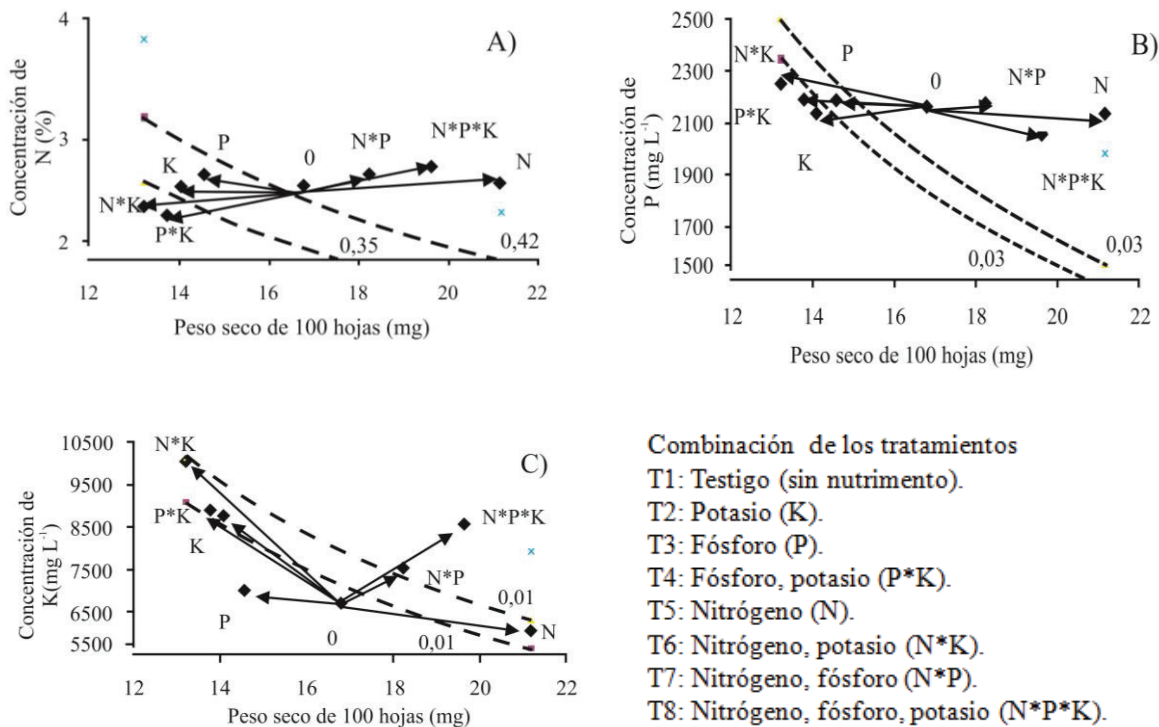 A)
Concentración de
N (%)
4
3
2
0
N*P
N*P*K
N
P
K
N*K
P*K
0,35
0,42
12 14 16 18 20 22
Peso seco de 100 hojas (mg)
B)
Concentración de
P (mg L-1)
2500
2300
2100
1900
1700
1500
N*K
P
0
N*P
N
P*K
K
N*P*K
0,03
0,03
12 14 16 18 20 22
Peso seco de 100 hojas (mg)
C)
Concentración de
K(mg L-1)
10500
9500
8500
7500
6500
5500
N*K
P*K
K
N*P*K
N*P
P
0
0,01
0,01
N
12 14 16 18 20 22
Peso seco de 100 hojas (mg)
Combinación de los tratamientos
T1: Testigo (sin nutrimento).
T2: Potasio (K).
T3: Fósforo (P).
T4: Fósforo, potasio (P*K).
T5: Nitrógeno (N).
T6: Nitrógeno, potasio (N*K).
T7: Nitrógeno, fósforo (N*P).
T8: Nitrógeno, fósforo, potasio (N*P*K).